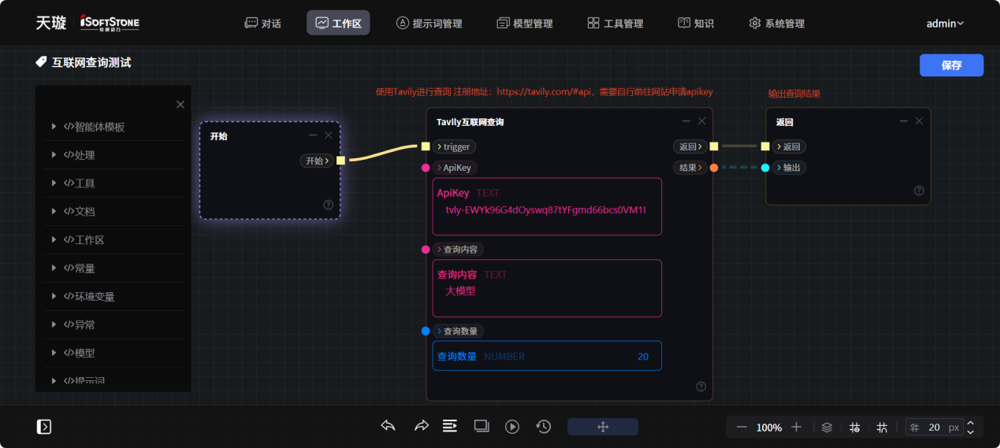 天璇 iSOFTSTONE 软通动力 对话 工作区 提示词管理 模型管理 工具管理 知识 系统管理 admin
互联网查询测试 保存
使用Tavily进行查询 注册地址：https://tavily.com/#api，需要自行前往网站申请apikey
输出查询结果
</>智能体模板
</>处理
</>工具
</>文档
</>工作区
</>常量
</>环境变量
</>异常
</>模型
</>提示词
开始
开始
Tavily互联网查询
trigger 返回
ApiKey 结果
ApiKey TEXT
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
查询内容
查询内容 TEXT
大模型
查询数量
查询数量 NUMBER 20
返回
返回
输出
100% 20 px